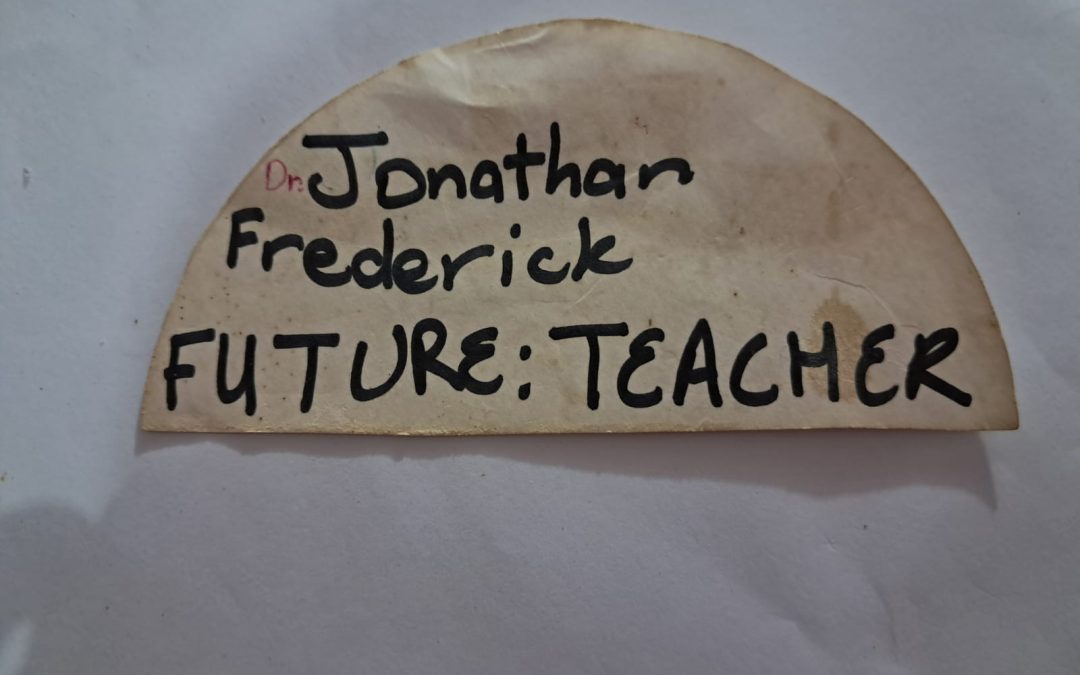 Dr. Jonathan
Frederick
FUTURE: TEACHER